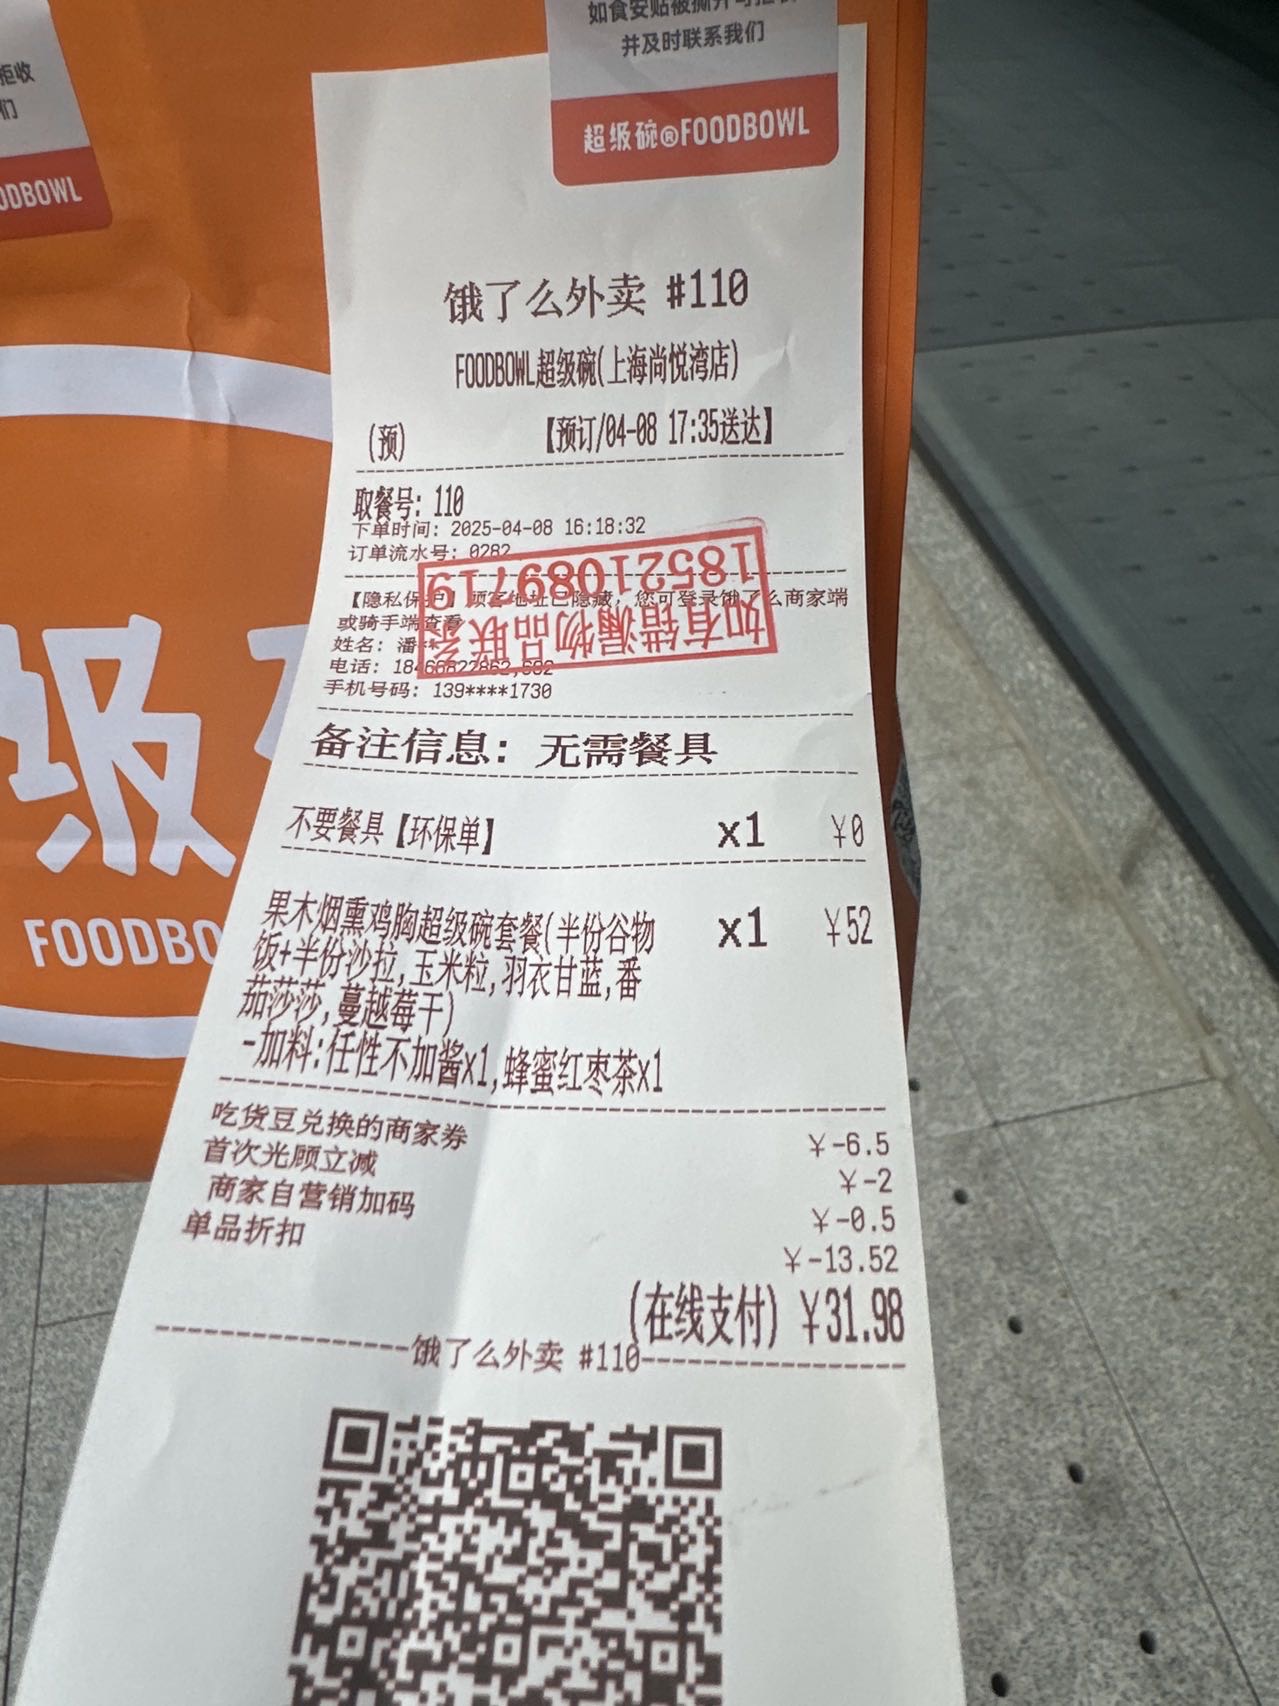 如食安贴被撕开可拒收
并及时联系我们
拒收
们
超级碗®FOODBOWL
ODBOWL
饿了么外卖 #110
FOODBOWL超级碗(上海尚悦湾店)
(预) 【预订/04-08 17:35送达】
取餐号: 110
下单时间: 2025-04-08 16:18:32
订单流水号: 0282
【隐私保护】顾客地址已隐藏，您可登录饿了么商家端
或骑手端查看
如有错漏物品联系
18521089719
姓名: 潘**
手机号码: 139****1730
备注信息: 无需餐具
不要餐具【环保单】 x1 ¥0
果木烟熏鸡胸超级碗套餐(半份谷物 x1 ¥52
饭+半份沙拉,玉米粒,羽衣甘蓝,番
茄莎莎,蔓越莓干)
-加料:任性不加酱x1,蜂蜜红枣茶x1
吃货豆兑换的商家券 ¥-6.5
首次光顾立减 ¥-2
商家自营销加码 ¥-0.5
单品折扣 ¥-13.52
(在线支付) ¥31.98
饿了么外卖 #110
级
FOODBO